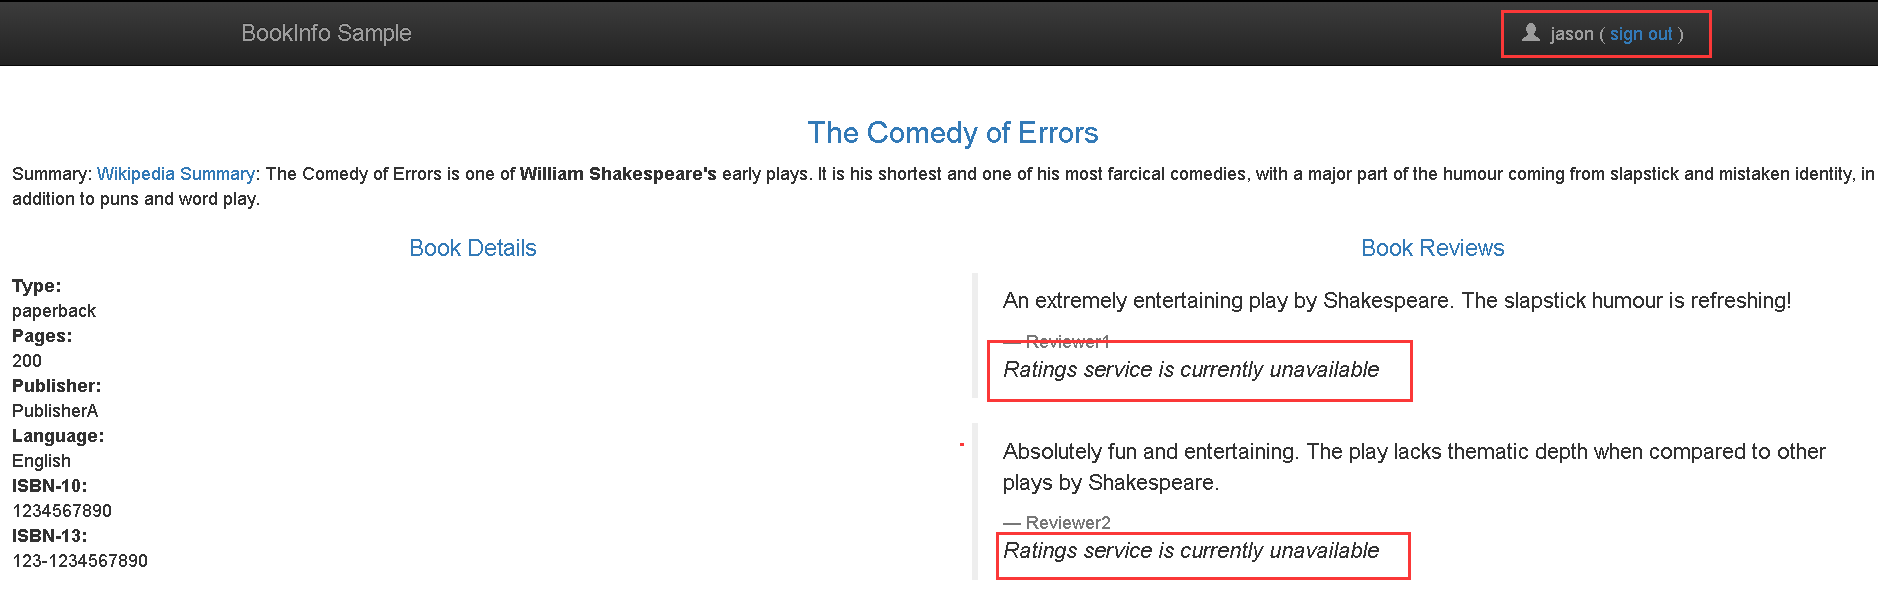 BookInfo Sample
jason ( sign out )
The Comedy of Errors
Summary: Wikipedia Summary: The Comedy of Errors is one of William Shakespeare's early plays. It is his shortest and one of his most farcical comedies, with a major part of the humour coming from slapstick and mistaken identity, in
addition to puns and word play.
Book Details
Type:
paperback
Pages:
200
Publisher:
PublisherA
Language:
English
ISBN-10:
1234567890
ISBN-13:
123-1234567890
Book Reviews
An extremely entertaining play by Shakespeare. The slapstick humour is refreshing!
— Reviewer1
Ratings service is currently unavailable
Absolutely fun and entertaining. The play lacks thematic depth when compared to other
plays by Shakespeare.
— Reviewer2
Ratings service is currently unavailable